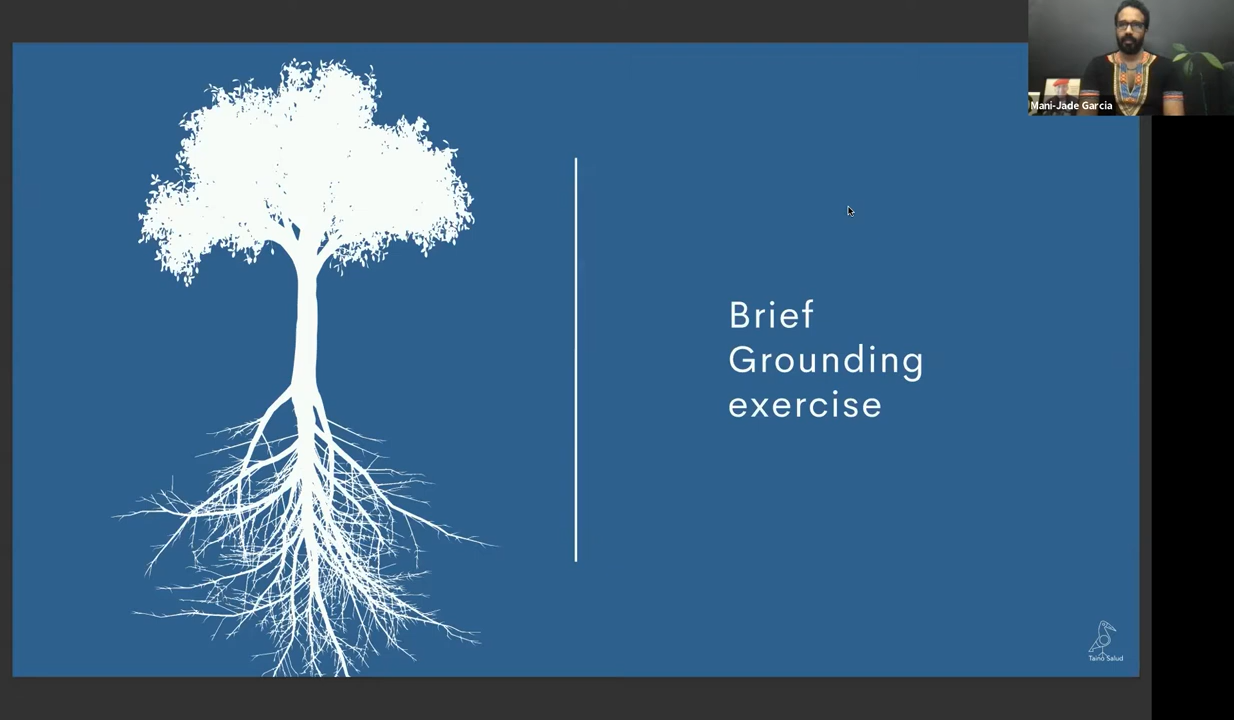 Mani-Jade Garcia
Brief
Grounding
exercise
Taino Salud